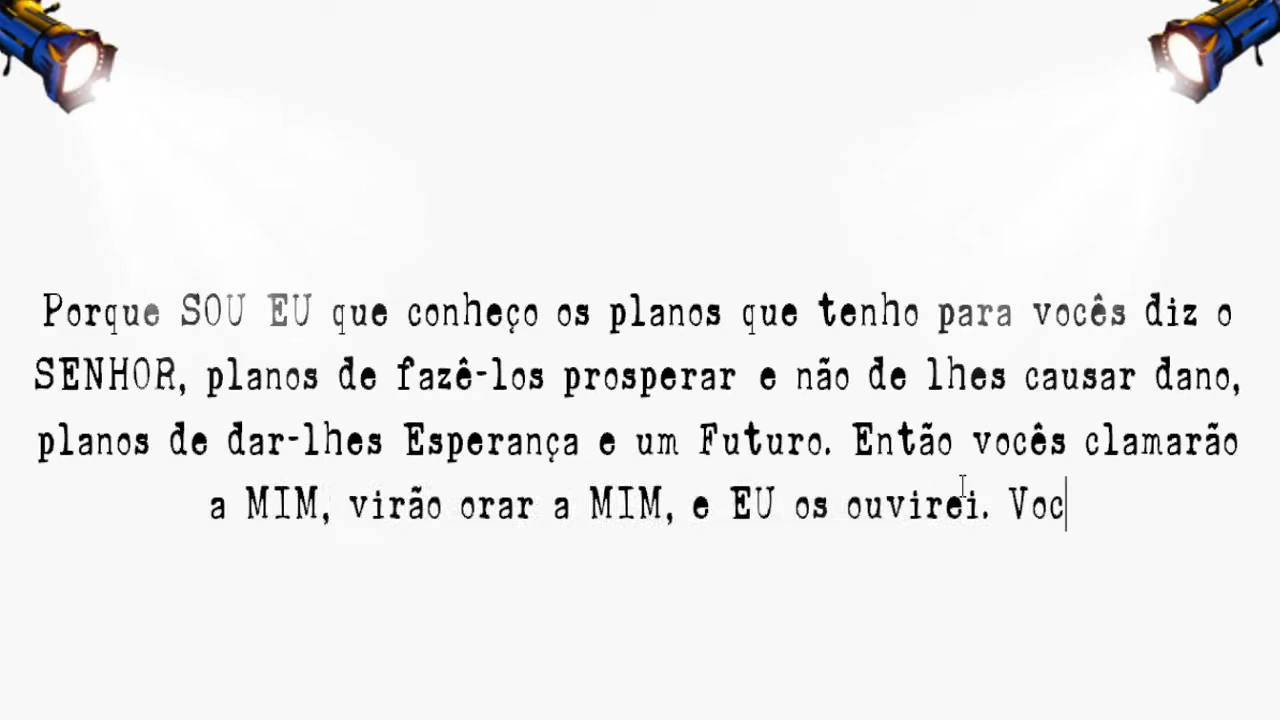 Porque SOU EU que conheço os planos que tenho para vocês diz o
SENHOR, planos de fazê-los prosperar e não de lhes causar dano,
planos de dar-lhes Esperança e um Futuro. Então vocês clamarão
a MIM, virão orar a MIM, e EU os ouvirei. Voc